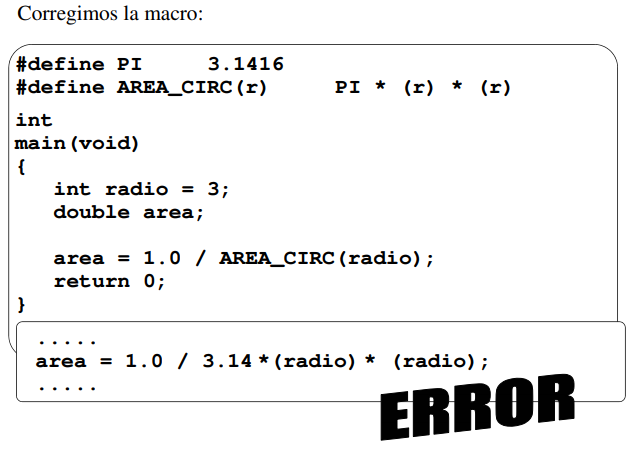 Corregimos la macro:
#define PI     3.1416
#define AREA_CIRC(r)     PI * (r) * (r)
int
main(void)
{
   int radio = 3;
   double area;
   area = 1.0 / AREA_CIRC(radio);
   return 0;
}
.....
area = 1.0 / 3.14*(radio)* (radio);
.....
ERROR